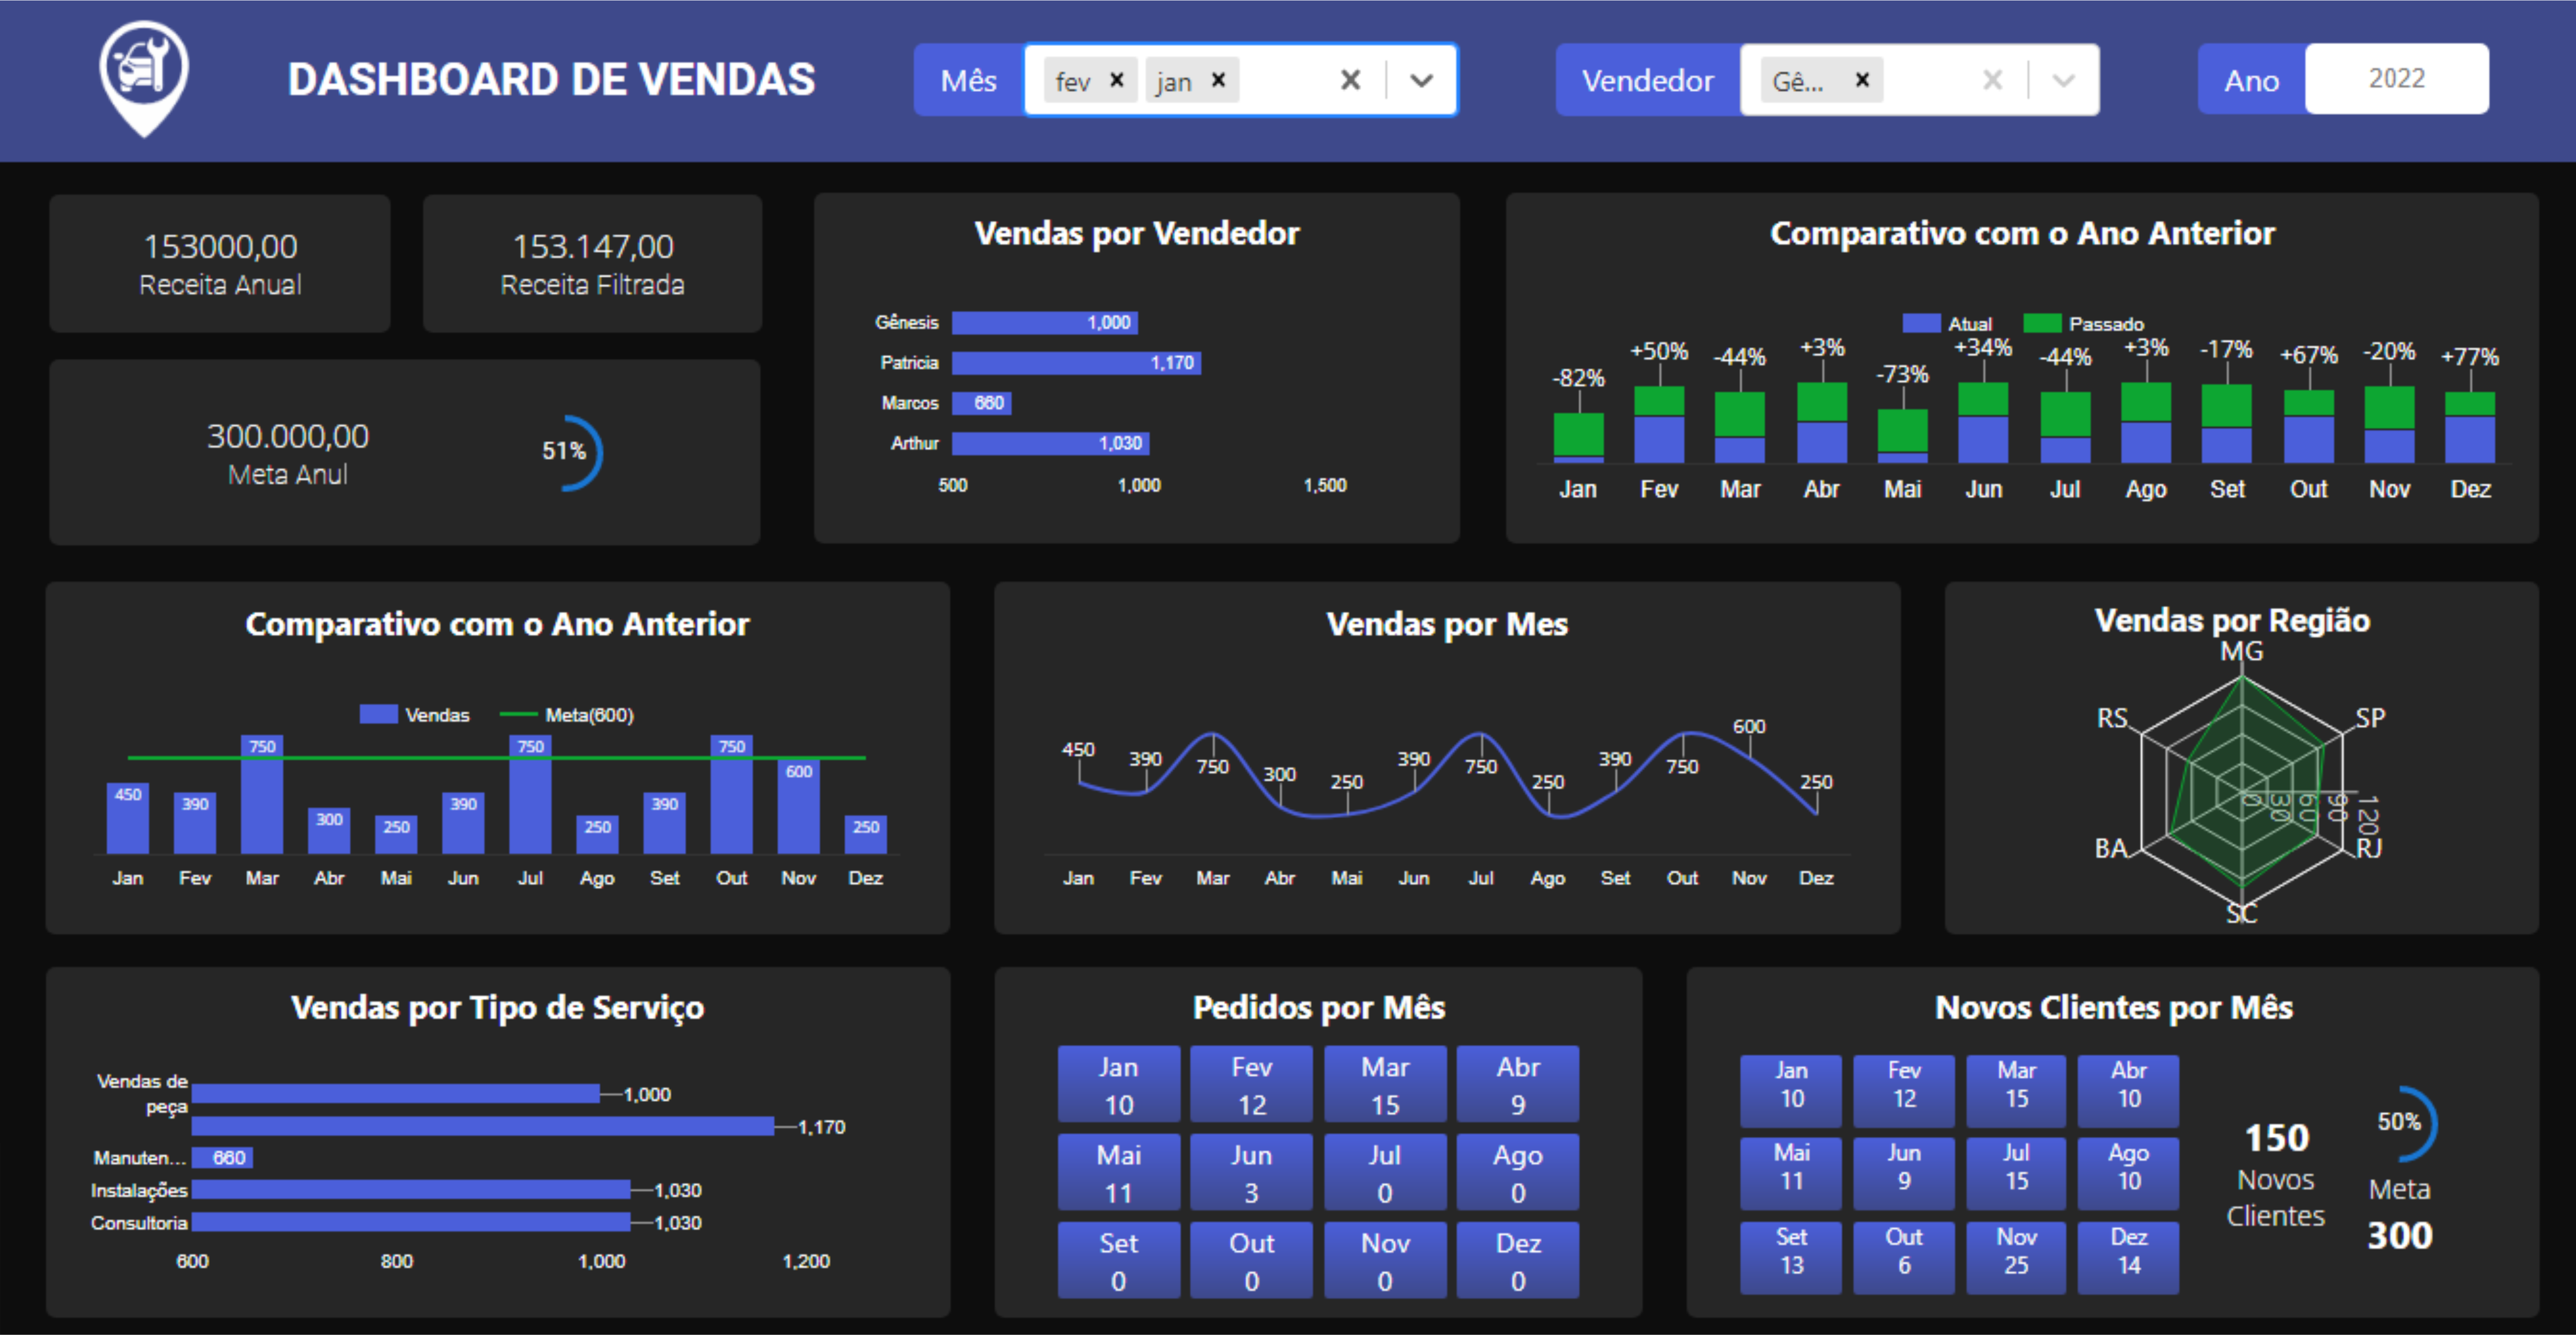 DASHBOARD DE VENDAS
Mês
fev
jan
Vendedor
Gê...
Ano
2022
153000,00
Receita Anual
153.147,00
Receita Filtrada
300.000,00
Meta Anul
51%
Vendas por Vendedor
Gênesis 1,000
Patricia 1,170
Marcos 660
Arthur 1,030
500 1,000 1,500
Comparativo com o Ano Anterior
Atual Passado
-82% +50% -44% +3% -73% +34% -44% +3% -17% +67% -20% +77%
Jan Fev Mar Abr Mai Jun Jul Ago Set Out Nov Dez
Comparativo com o Ano Anterior
Vendas Meta(600)
450 390 750 300 250 390 750 250 390 750 600 250
Jan Fev Mar Abr Mai Jun Jul Ago Set Out Nov Dez
Vendas por Mes
450 390 750 300 250 390 750 250 390 750 600 250
Jan Fev Mar Abr Mai Jun Jul Ago Set Out Nov Dez
Vendas por Região
MG
RS SP
0 30 60 90 120
BA RJ
SC
Vendas por Tipo de Serviço
Vendas de
peça
1,000
1,170
Manuten... 660
Instalações 1,030
Consultoria 1,030
600 800 1,000 1,200
Pedidos por Mês
Jan Fev Mar Abr
10 12 15 9
Mai Jun Jul Ago
11 3 0 0
Set Out Nov Dez
0 0 0 0
Novos Clientes por Mês
Jan Fev Mar Abr
10 12 15 10
Mai Jun Jul Ago
11 9 15 10
Set Out Nov Dez
13 6 25 14
150
Novos
Clientes
50%
Meta
300